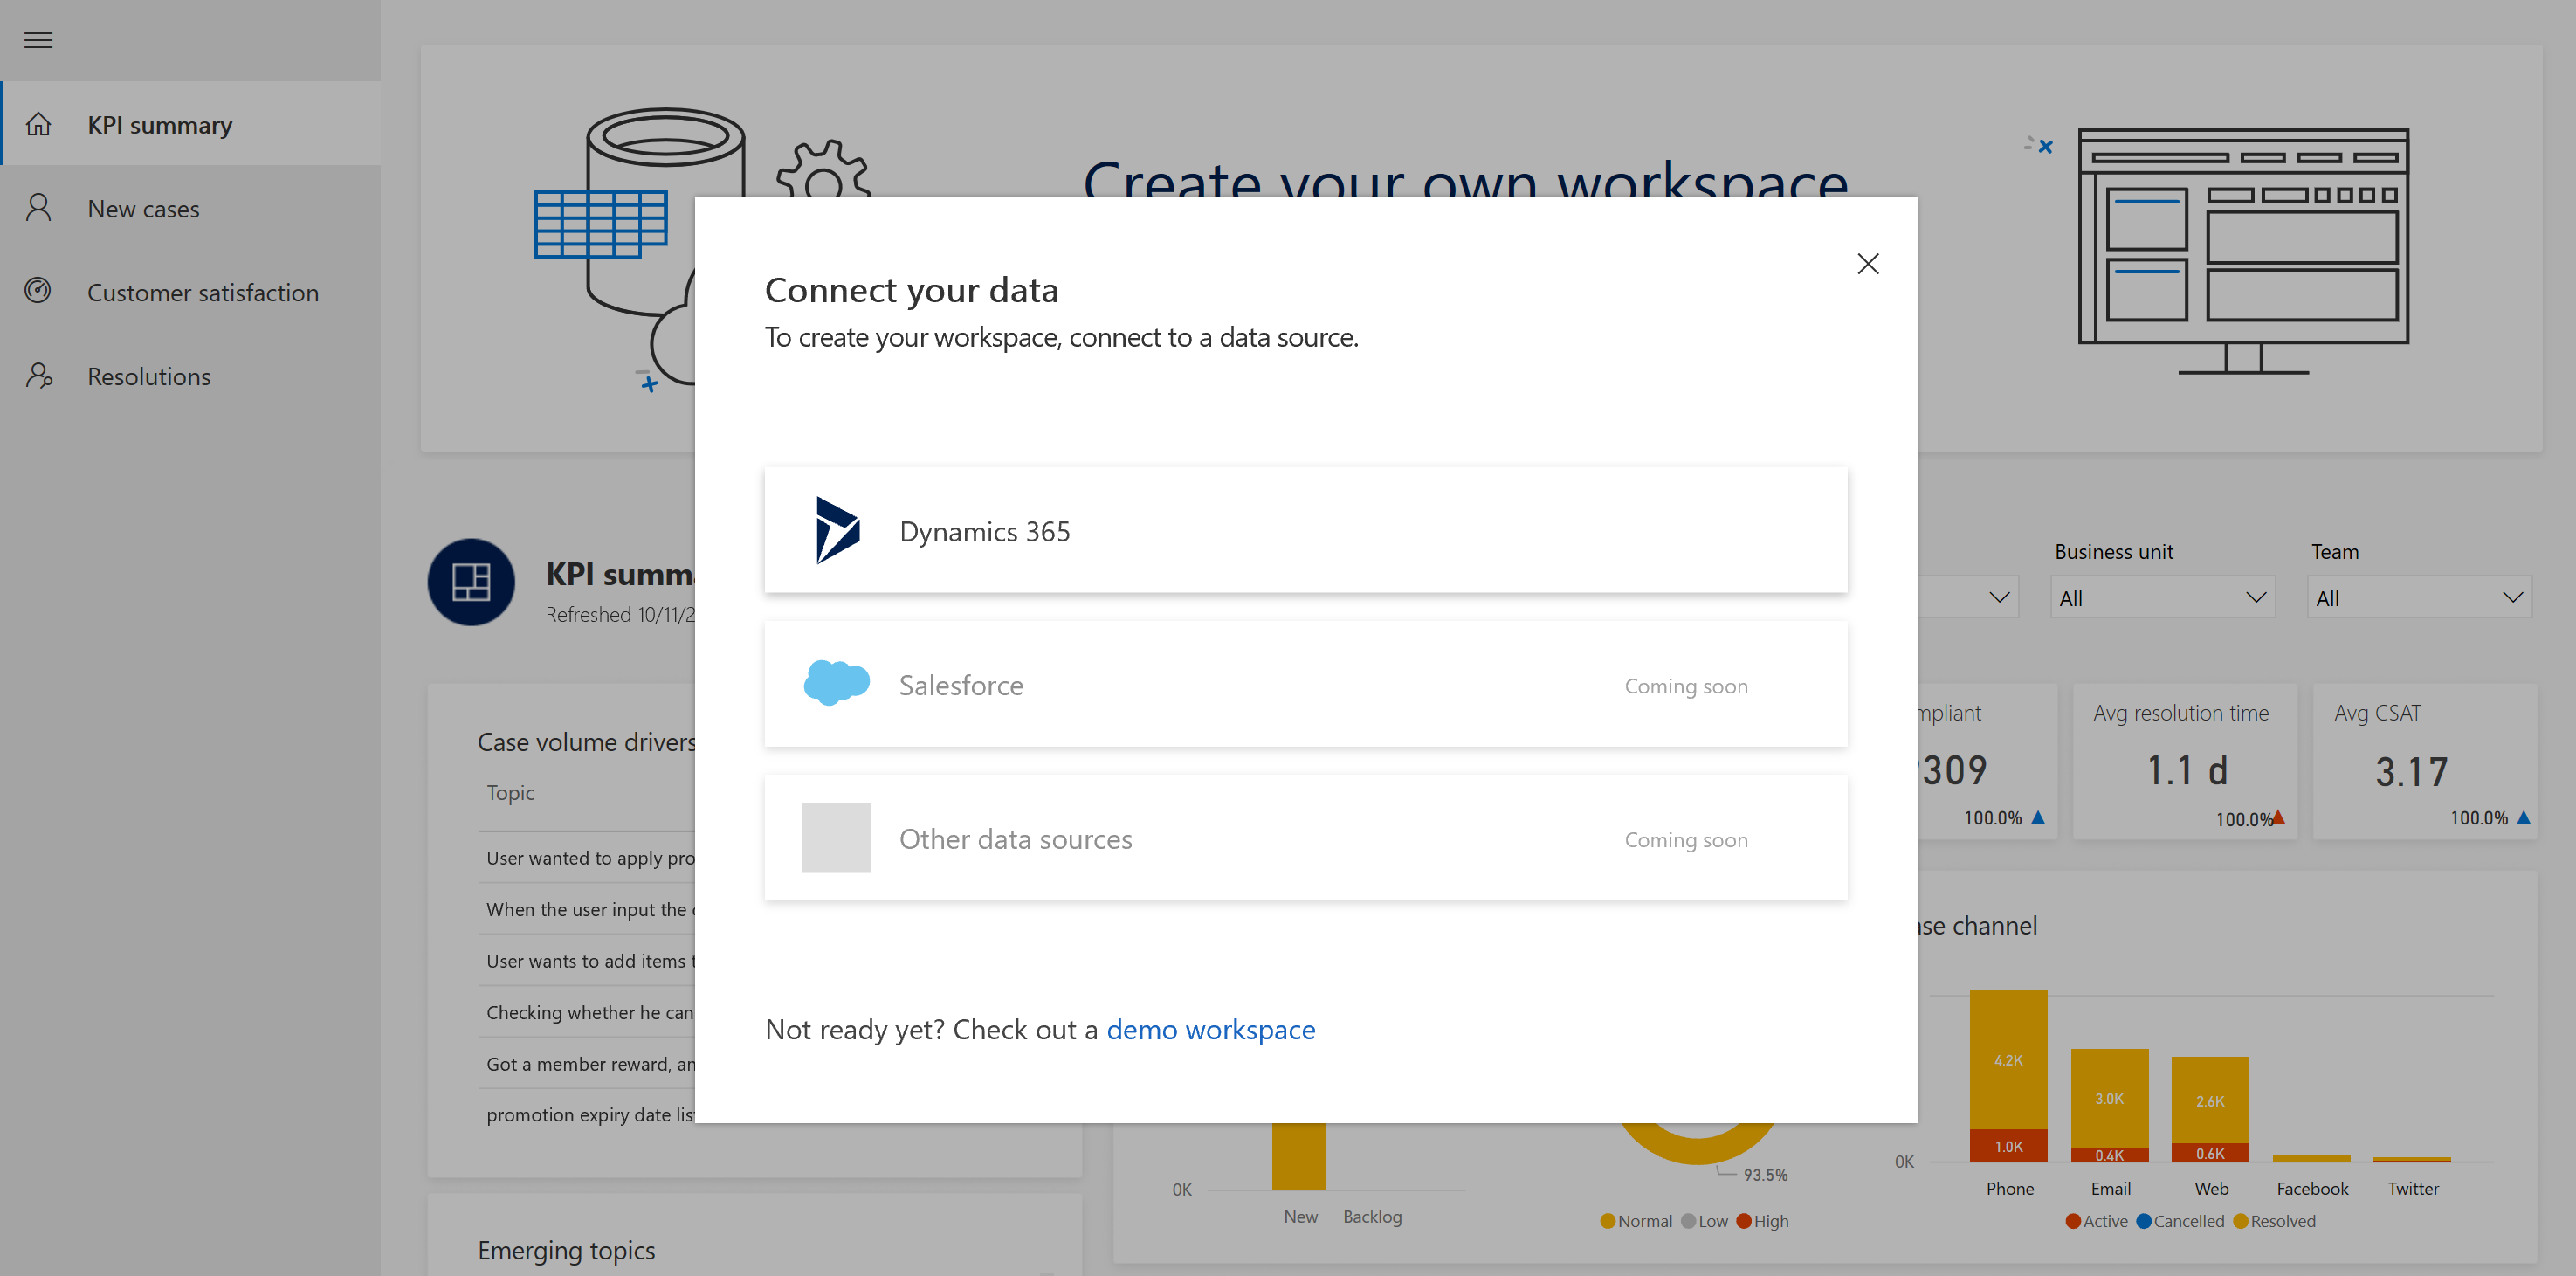 KPI summary
New cases
Customer satisfaction
Resolutions
Create your own workspace
Connect your data
To create your workspace, connect to a data source.
Dynamics 365
Salesforce
Coming soon
Other data sources
Coming soon
Not ready yet? Check out a demo workspace
KPI
Refreshed 10/11/2
Business unit
Team
All
All
Case volume drivers
Topic
User wanted to apply
When the user input the
User wants to add items
Checking whether he can
Got a member reward,
promotion expiry date
Emerging topics
309
100.0%
Avg resolution time
1.1 d
100.0%
Avg CSAT
3.17
100.0%
0K
New
Backlog
93.5%
Normal Low High
channel
4.2K
3.0K
2.6K
1.0K
0.4K
0.6K
0K
Phone
Email
Web
Facebook
Twitter
Active Cancelled Resolved